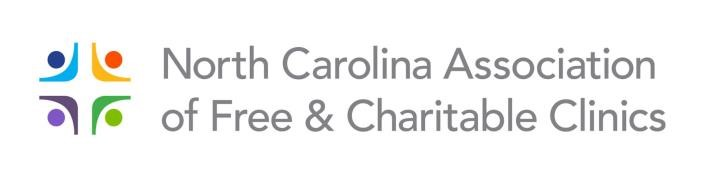 North Carolina Association
of Free & Charitable Clinics